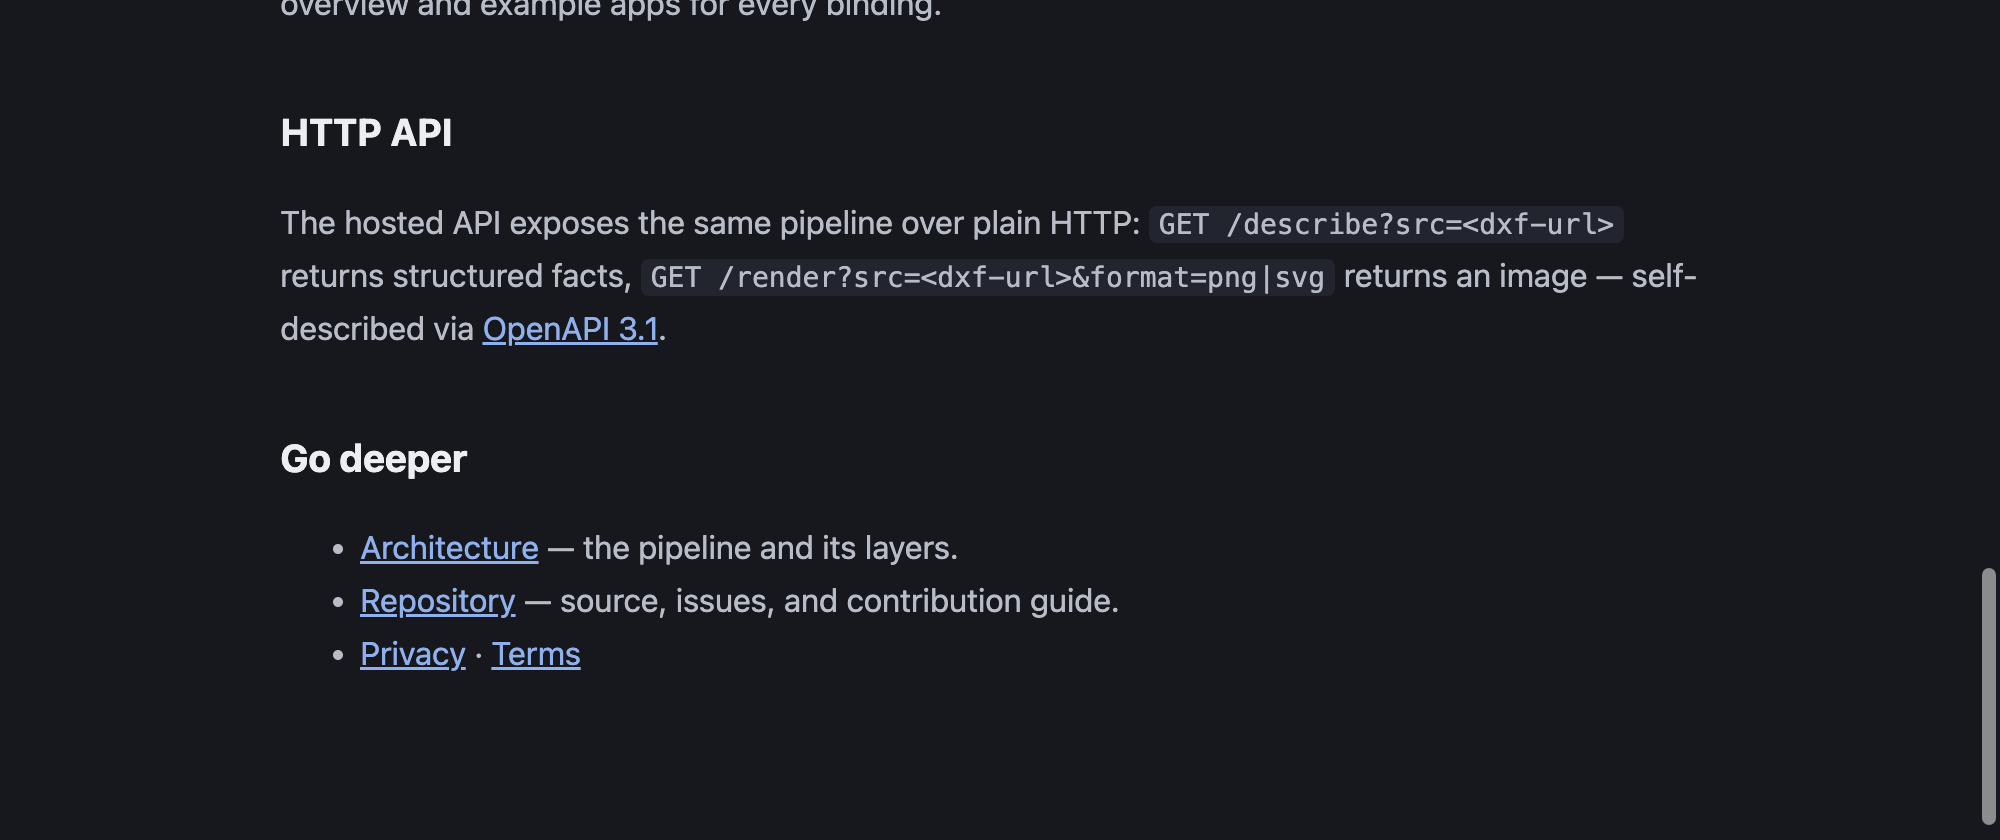 overview and example apps for every binding.
HTTP API
The hosted API exposes the same pipeline over plain HTTP: GET /describe?src=<dxf-url>
returns structured facts, GET /render?src=<dxf-url>&format=png|svg returns an image — self-
described via OpenAPI 3.1.
Go deeper
• Architecture — the pipeline and its layers.
• Repository — source, issues, and contribution guide.
• Privacy · Terms